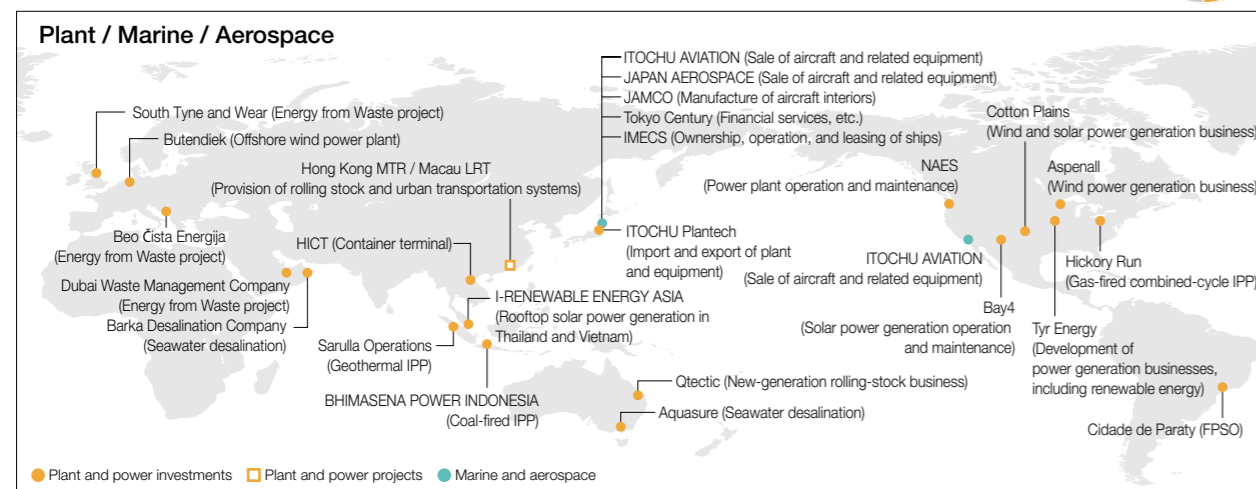 Plant / Marine / Aerospace
ITOCHU AVIATION (Sale of aircraft and related equipment)
JAPAN AEROSPACE (Sale of aircraft and related equipment)
JAMCO (Manufacture of aircraft interiors)
Tokyo Century (Financial services, etc.)
IMECS (Ownership, operation, and leasing of ships)
South Tyne and Wear (Energy from Waste project)
Butendiek (Offshore wind power plant)
Hong Kong MTR / Macau LRT
(Provision of rolling stock and urban transportation systems)
Cotton Plains
(Wind and solar power generation business)
NAES
(Power plant operation and maintenance)
Aspenall
(Wind power generation business)
Beo Čista Energija
(Energy from Waste project)
HICT (Container terminal)
ITOCHU Plantech
(Import and export of plant
and equipment)
ITOCHU AVIATION
(Sale of aircraft and related equipment)
Hickory Run
(Gas-fired combined-cycle IPP)
Dubai Waste Management Company
(Energy from Waste project)
Barka Desalination Company
(Seawater desalination)
I-RENEWABLE ENERGY ASIA
(Rooftop solar power generation in
Thailand and Vietnam)
Bay4
(Solar power generation operation
and maintenance)
Tyr Energy
(Development of
power generation businesses,
including renewable energy)
Sarulla Operations
(Geothermal IPP)
BHIMASENA POWER INDONESIA
(Coal-fired IPP)
Qtectic (New-generation rolling-stock business)
Aquasure (Seawater desalination)
Cidade de Paraty (FPSO)
Plant and power investments
Plant and power projects
Marine and aerospace